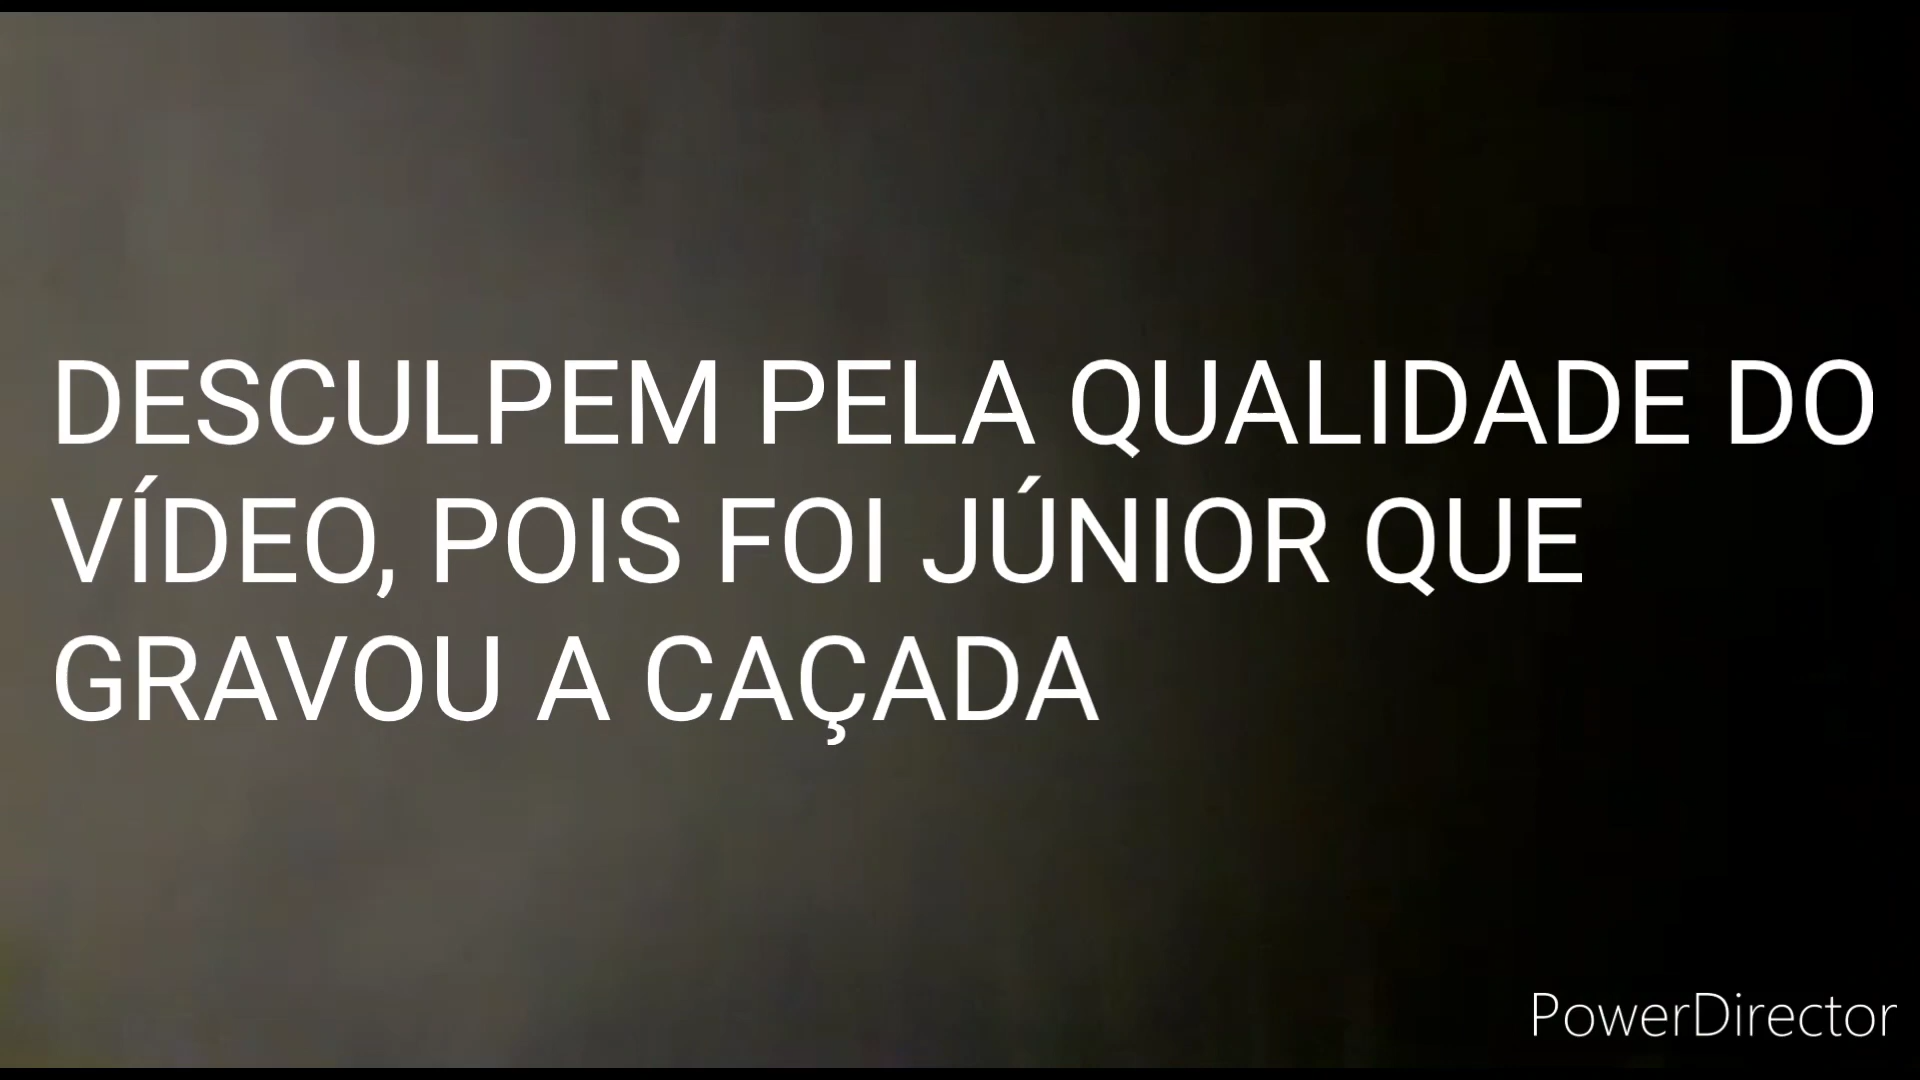 DESCULPEM PELA QUALIDADE DO
VÍDEO, POIS FOI JÚNIOR QUE
GRAVOU A CAÇADA
PowerDirector